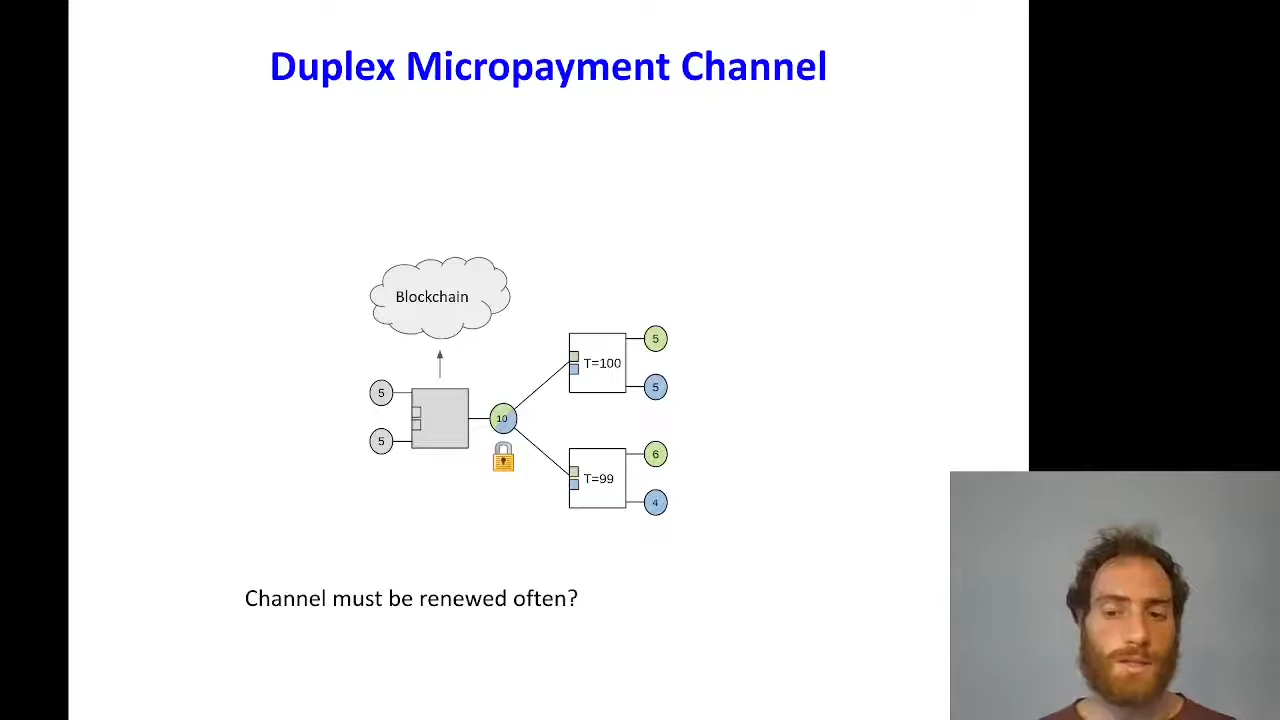 Duplex Micropayment Channel
Blockchain
5
5
10
T=100
5
5
T=99
6
4
Channel must be renewed often?